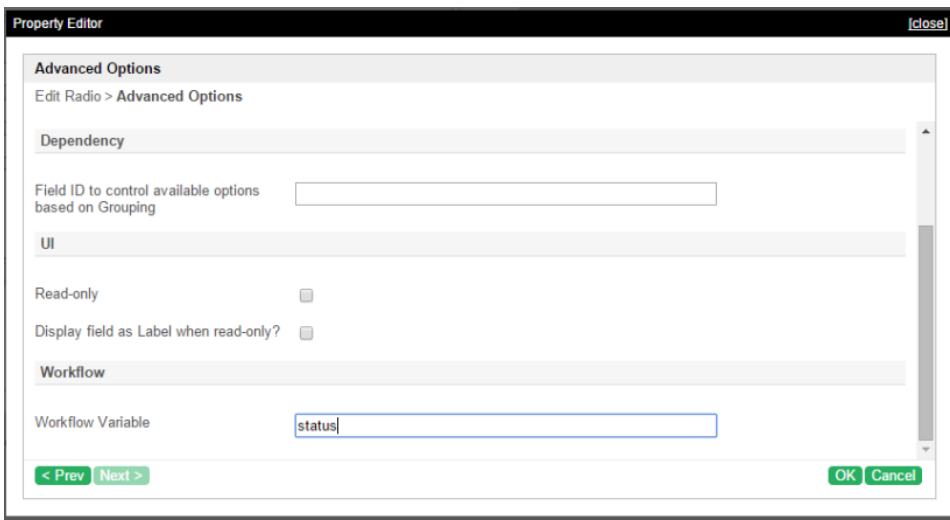 Property Editor [close]
Advanced Options
Edit Radio > Advanced Options
Dependency
Field ID to control available options
based on Grouping
UI
Read-only
Display field as Label when read-only?
Workflow
Workflow Variable status
< Prev Next > OK Cancel